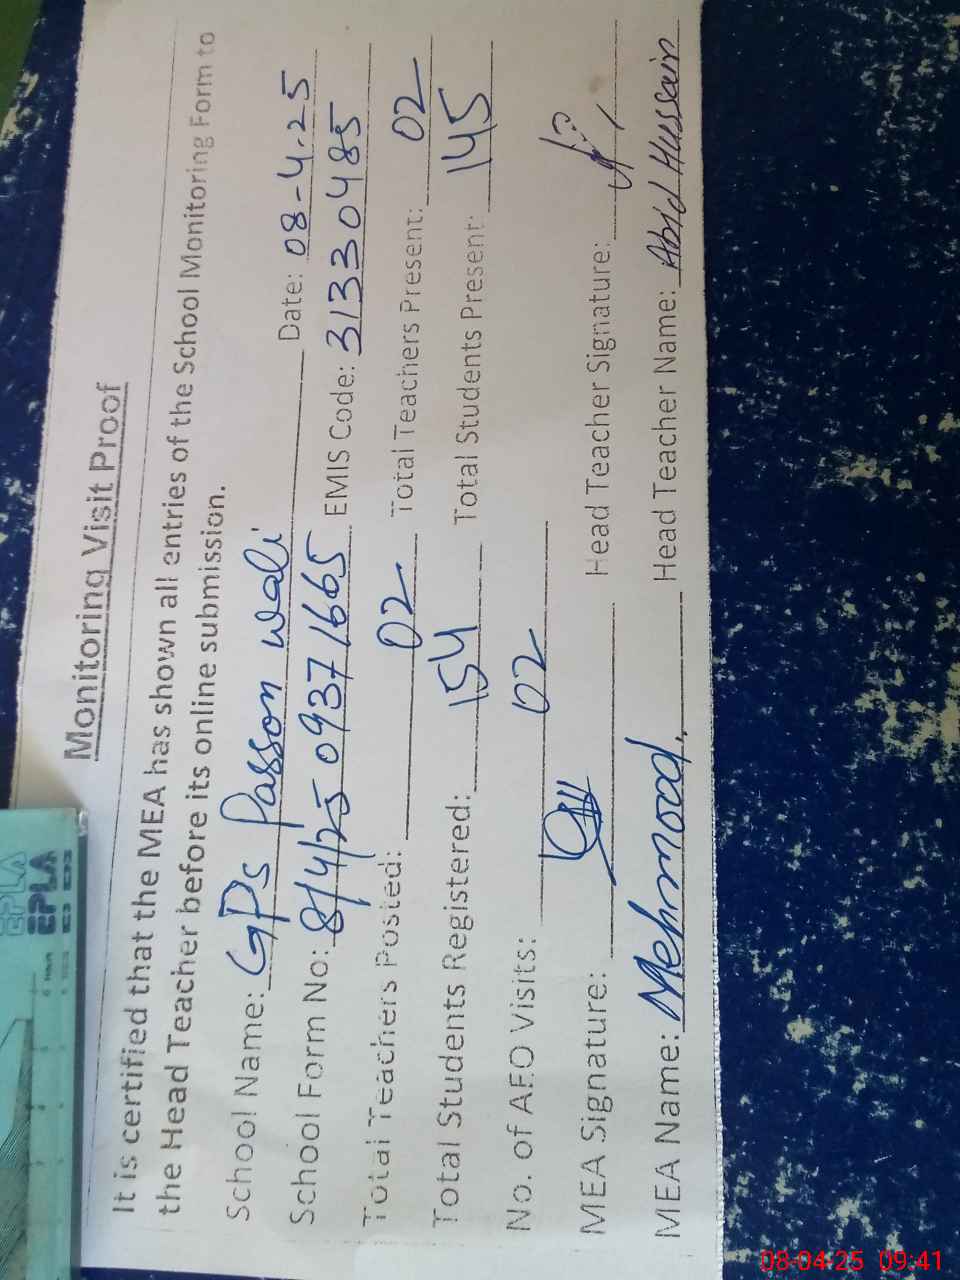 Monitoring Visit Proof
It is certified that the MEA has shown all entries of the School Monitoring Form to
the Head Teacher before its online submission.
School Name: GPS Passon wali Date: 08-4-25
School Form No: 8/4/25 09371665 EMIS Code: 31330485
Total Teachers Posted: 02 Total Teachers Present: 02
Total Students Registered: 154 Total Students Present: 145
No. of AEO Visits: 02
MEA Signature: Head Teacher Signature:
MEA Name: Mehmood. Head Teacher Name: Abid Hussain
EPLA
08-04-25 09:41